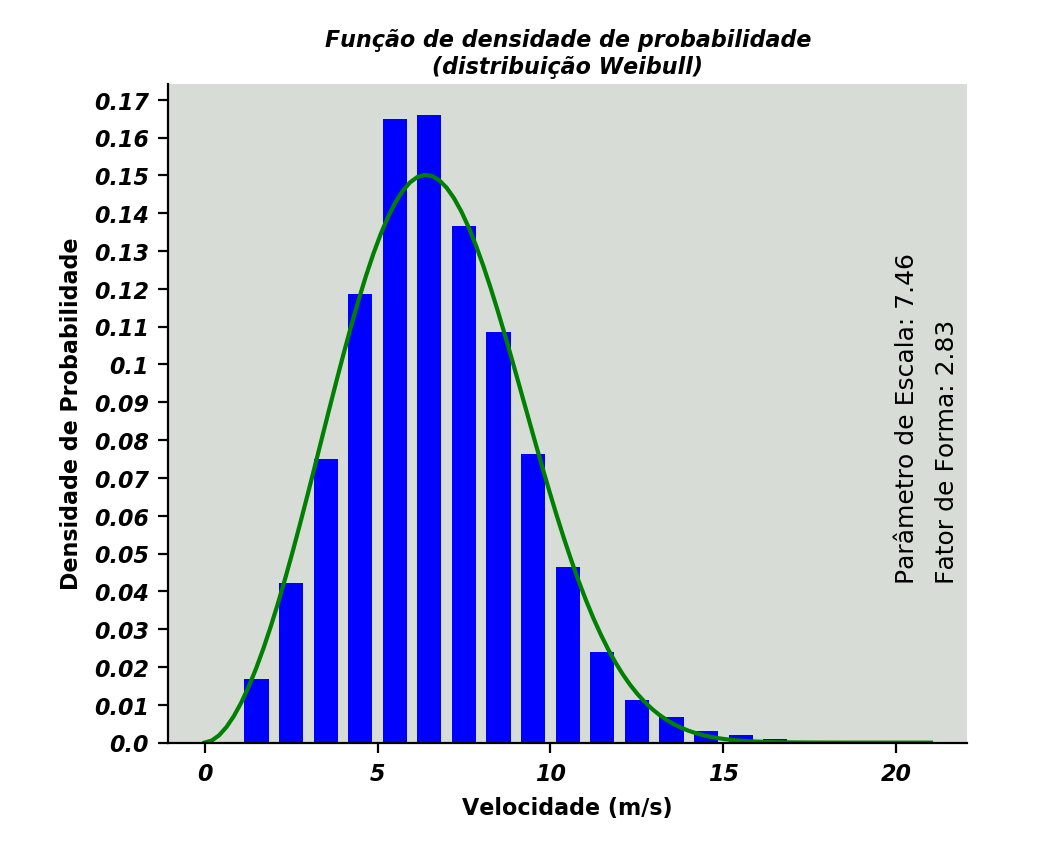 Função de densidade de probabilidade
(distribuição Weibull)
Densidade de Probabilidade
0.17
0.16
0.15
0.14
0.13
0.12
0.11
0.1
0.09
0.08
0.07
0.06
0.05
0.04
0.03
0.02
0.01
0.0
0 5 10 15 20
Velocidade (m/s)
Parâmetro de Escala: 7.46
Fator de Forma: 2.83